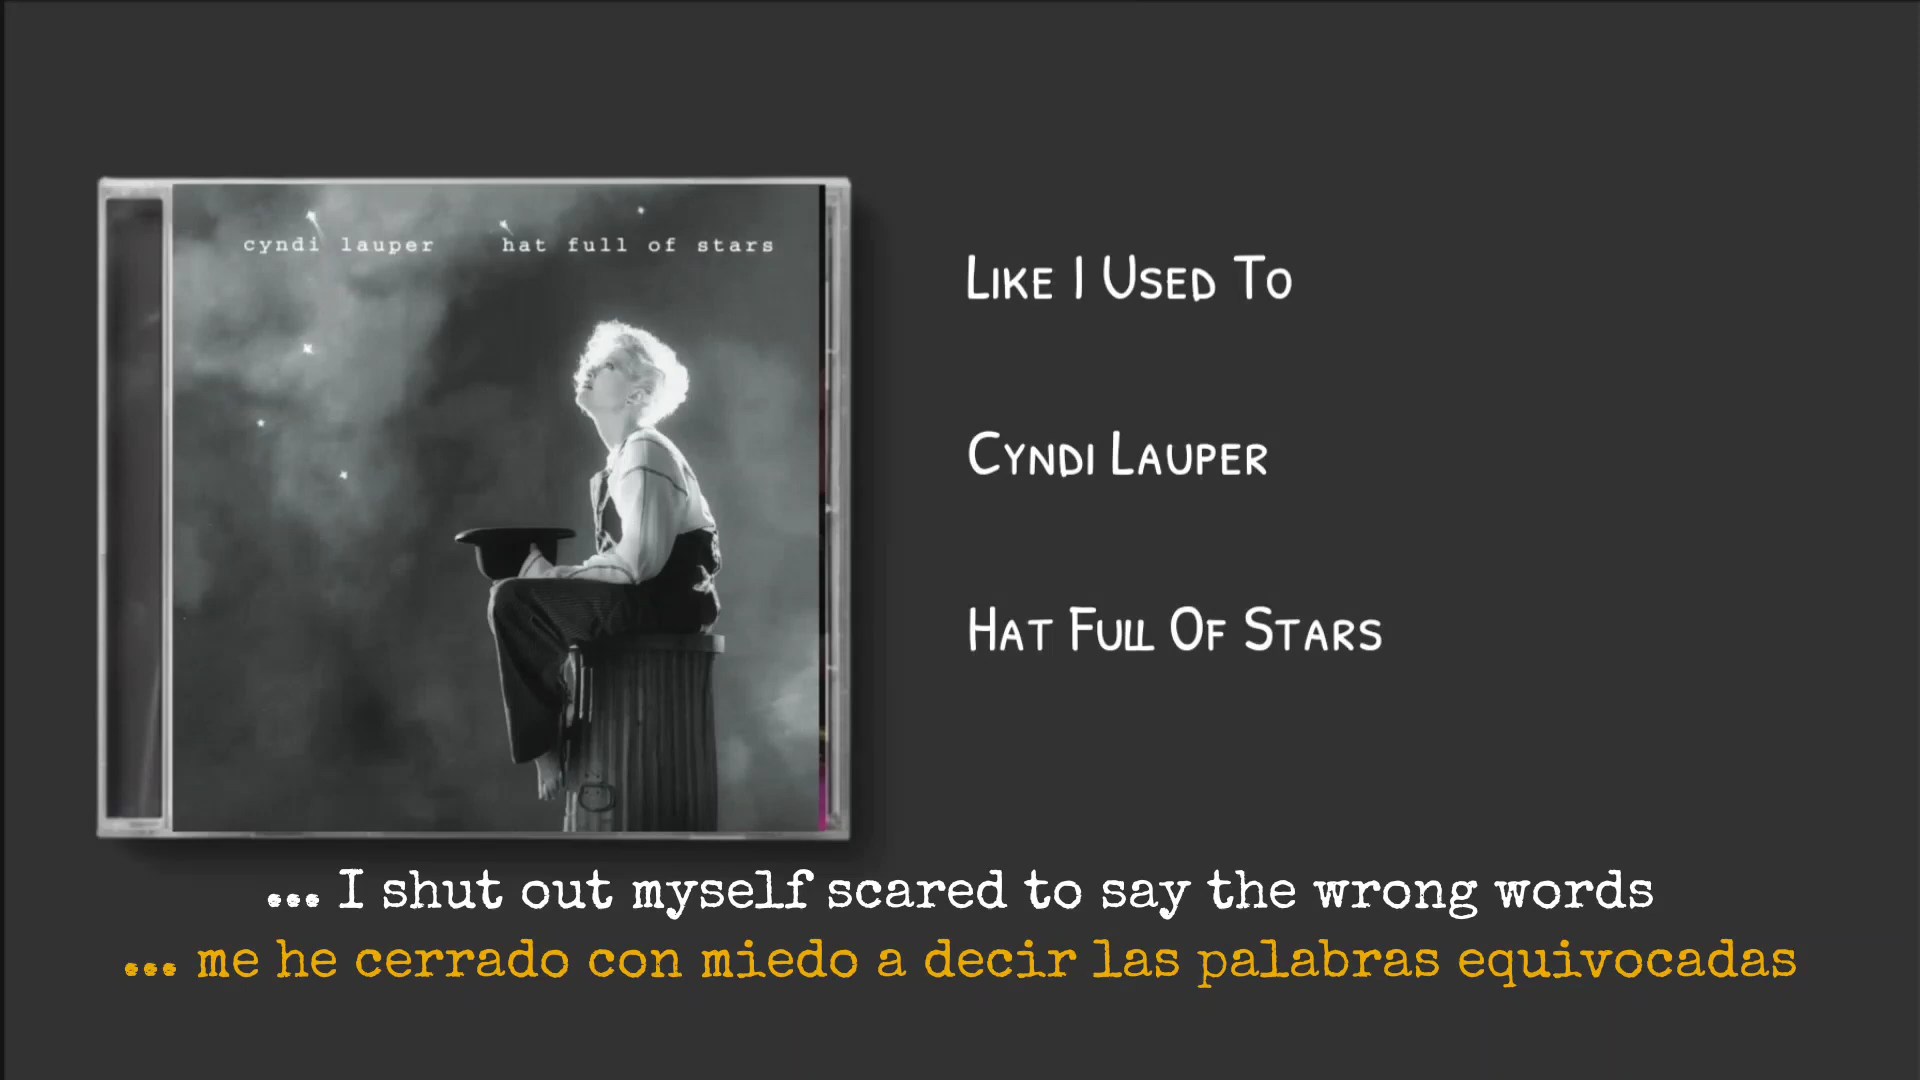 cyndi lauper hat full of stars
Like I Used To
Cyndi Lauper
Hat Full Of Stars
... I shut out myself scared to say the wrong words
... me he cerrado con miedo a decir las palabras equivocadas